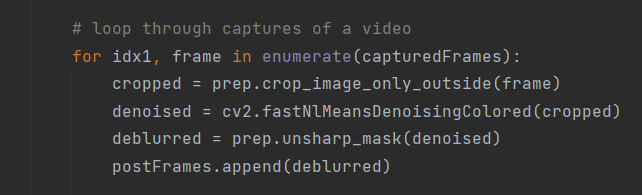 # loop through captures of a video
for idx1, frame in enumerate(capturedFrames):
    cropped = prep.crop_image_only_outside(frame)
    denoised = cv2.fastNlMeansDenoisingColored(cropped)
    deblurred = prep.unsharp_mask(denoised)
    postFrames.append(deblurred)